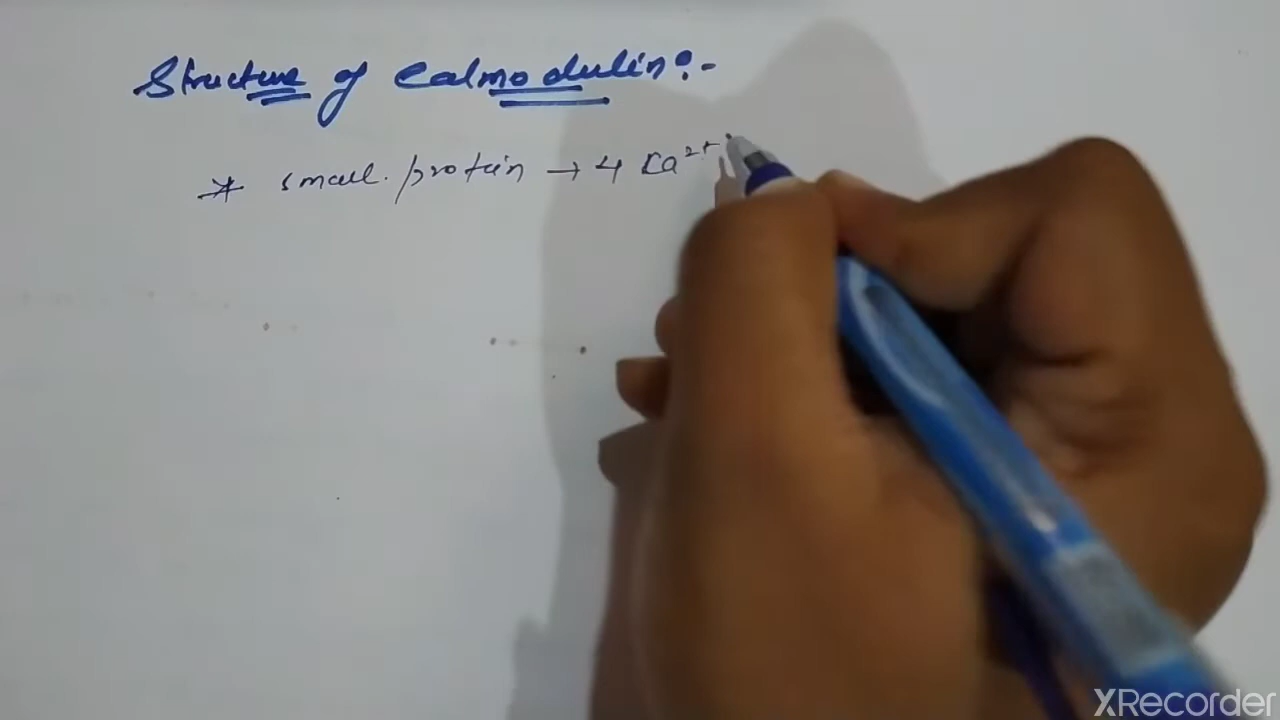 Structure of Calmodulin:-
* small protein → 4 Ca²⁺
XRecorder